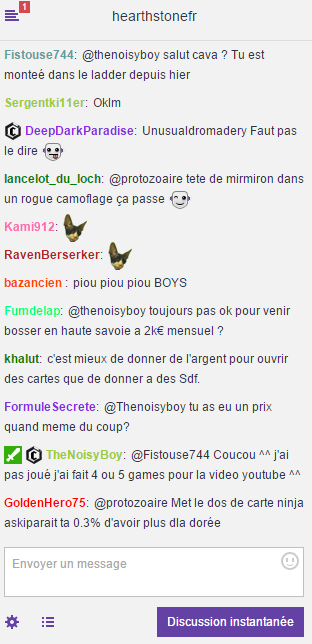 1
hearthstonefr
Fistouse744: @thenoisyboy salut cava ? Tu est
monteé dans le ladder depuis hier
Sergentki11er: Oklm
DeepDarkParadise: Unusualdromadery Faut pas
le dire
lancelot_du_loch: @protozoaire tete de mirmiron dans
un rogue camoflage ça passe
Kami912:
RavenBerserker:
bazancien : piou piou piou BOYS
Fumdelap: @thenoisyboy toujours pas ok pour venir
bosser en haute savoie a 2k€ mensuel ?
khalut: c'est mieux de donner de l'argent pour ouvrir
des cartes que de donner a des Sdf.
FormuleSecrete: @Thenoisyboy tu as eu un prix
quand meme du coup?
TheNoisyBoy: @Fistouse744 Coucou ^^ j'ai
pas joué j'ai fait 4 ou 5 games pour la video youtube ^^
GoldenHero75: @protozoaire Met le dos de carte ninja
askiparait ta 0.3% d'avoir plus dla dorée
Envoyer un message
Discussion instantanée